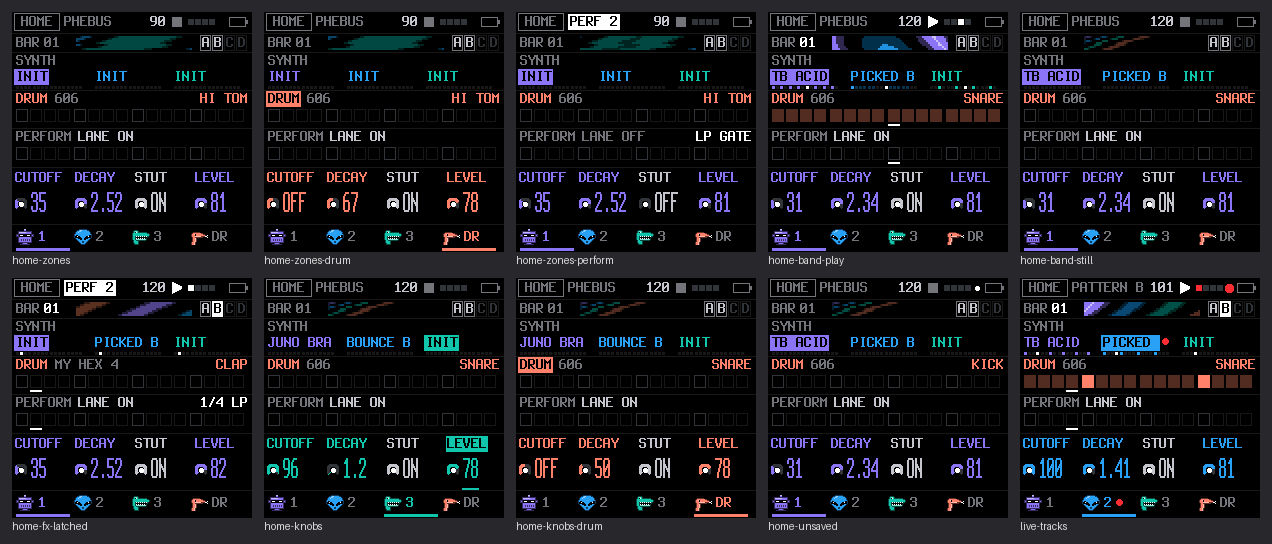 HOME PHEBUS 90
BAR 01 A B C D
SYNTH
INIT INIT INIT
DRUM 606 HI TOM
PERFORM LANE ON
CUTOFF DECAY STUT LEVEL
35 2.52 ON 81
1 2 3 DR
home-zones
HOME PHEBUS 90
BAR 01 A B C D
SYNTH
INIT INIT INIT
DRUM 606 HI TOM
PERFORM LANE ON
CUTOFF DECAY STUT LEVEL
OFF 67 ON 78
1 2 3 DR
home-zones-drum
HOME PERF 2 90
BAR 01 A B C D
SYNTH
INIT INIT INIT
DRUM 606 HI TOM
PERFORM LANE OFF LP GATE
CUTOFF DECAY STUT LEVEL
35 2.52 OFF 81
1 2 3 DR
home-zones-perform
HOME PHEBUS 120
BAR 01 A B C D
SYNTH
TB ACID PICKED B INIT
DRUM 606 SNARE
PERFORM LANE ON
CUTOFF DECAY STUT LEVEL
31 2.34 ON 81
1 2 3 DR
home-band-play
HOME PHEBUS 120
BAR 01 A B C D
SYNTH
TB ACID PICKED B INIT
DRUM 606 SNARE
PERFORM LANE ON
CUTOFF DECAY STUT LEVEL
31 2.34 ON 81
1 2 3 DR
home-band-still
HOME PERF 2 120
BAR 01 A B C D
SYNTH
INIT PICKED B INIT
DRUM MY HEX 4 CLAP
PERFORM LANE ON 1/4 LP
CUTOFF DECAY STUT LEVEL
35 2.52 ON 82
1 2 3 DR
home-fx-latched
HOME PHEBUS 120
BAR 01 A B C D
SYNTH
JUNO BRA BOUNCE B INIT
DRUM 606 SNARE
PERFORM LANE ON
CUTOFF DECAY STUT LEVEL
96 1.2 ON 78
1 2 3 DR
home-knobs
HOME PHEBUS 120
BAR 01 A B C D
SYNTH
JUNO BRA BOUNCE B INIT
DRUM 606 SNARE
PERFORM LANE ON
CUTOFF DECAY STUT LEVEL
OFF 50 ON 78
1 2 3 DR
home-knobs-drum
HOME PHEBUS 120
BAR 01 A B C D
SYNTH
TB ACID PICKED B INIT
DRUM 606 KICK
PERFORM LANE ON
CUTOFF DECAY STUT LEVEL
31 2.34 ON 81
1 2 3 DR
home-unsaved
HOME PATTERN B 101
BAR 01 A B C D
SYNTH
TB ACID PICKED INIT
DRUM 606 SNARE
PERFORM LANE ON
CUTOFF DECAY STUT LEVEL
100 1.41 ON 81
1 2 3 DR
live-tracks